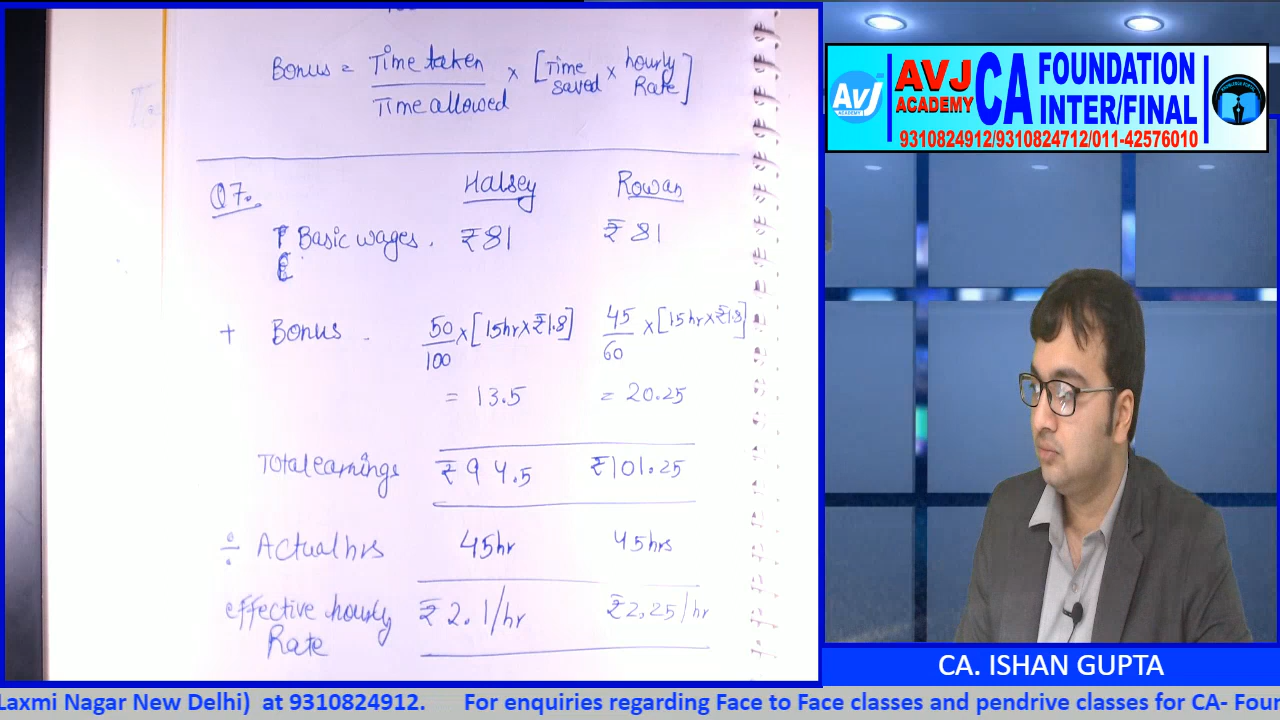 Bonus = Time taken / Time allowed × [Time saved × hourly Rate]
Q7. Halsey Rowan
Basic wages. ₹81 ₹81
+ Bonus - 50/100 × [15hr × ₹1.8] 45/60 × [15hr × ₹1.8]
= 13.5 = 20.25
Total earnings ₹94.5 ₹101.25
÷ Actual hrs 45hr 45hrs
effective hourly Rate ₹2.1/hr ₹2.25/hr
AVJ ACADEMY CA FOUNDATION INTER/FINAL
9310824912/9310824712/011-42576010
AVJ
ACADEMY
CA. ISHAN GUPTA
Laxmi Nagar New Delhi) at 9310824912. For enquiries regarding Face to Face classes and pendrive classes for CA- Foun